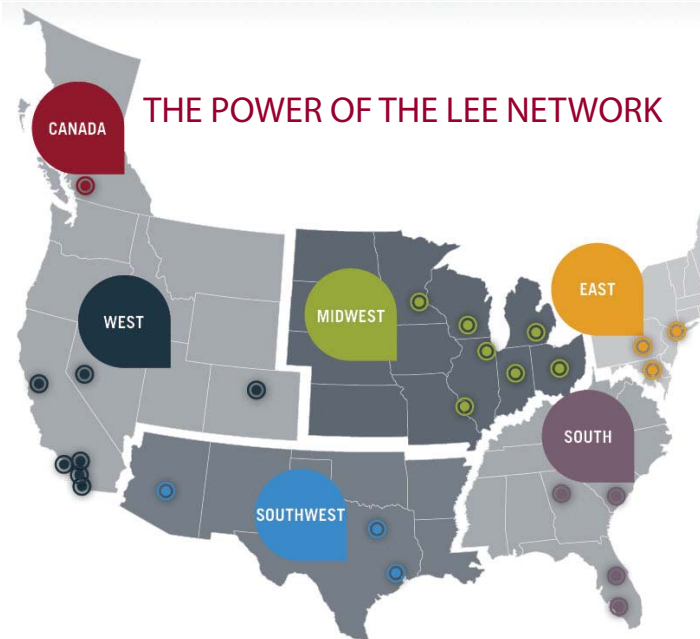 THE POWER OF THE LEE NETWORK
CANADA
WEST
MIDWEST
EAST
SOUTH
SOUTHWEST